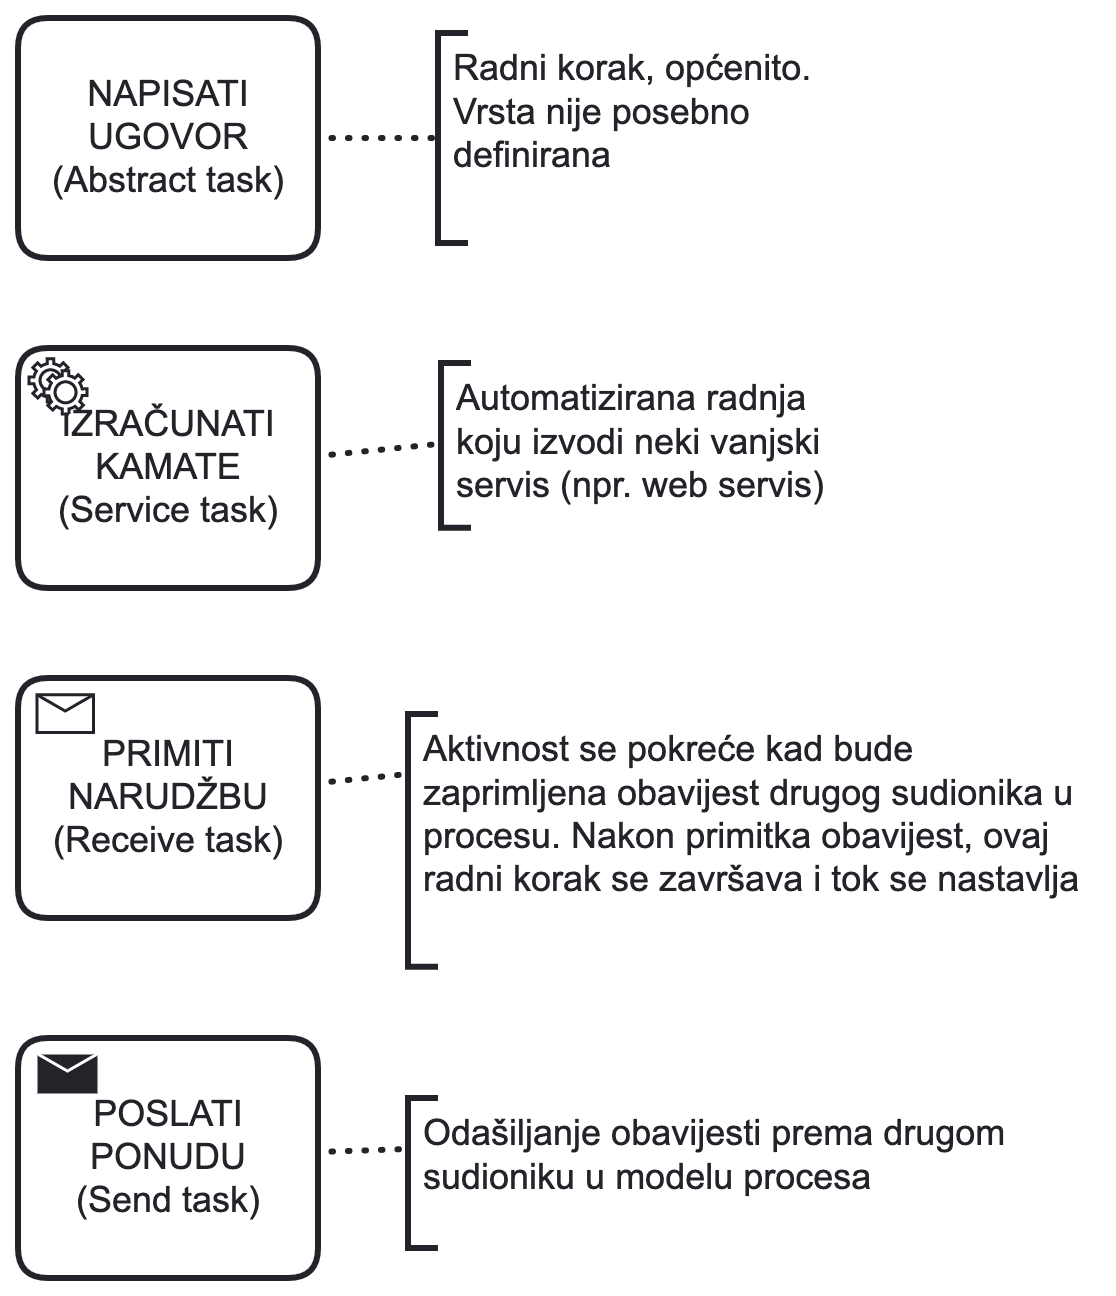 NAPISATI
UGOVOR
(Abstract task)
Radni korak, općenito.
Vrsta nije posebno
definirana
IZRAČUNATI
KAMATE
(Service task)
Automatizirana radnja
koju izvodi neki vanjski
servis (npr. web servis)
PRIMITI
NARUDŽBU
(Receive task)
Aktivnost se pokreće kad bude
zaprimljena obavijest drugog sudionika u
procesu. Nakon primitka obavijest, ovaj
radni korak se završava i tok se nastavlja
POSLATI
PONUDU
(Send task)
Odašiljanje obavijesti prema drugom
sudioniku u modelu procesa